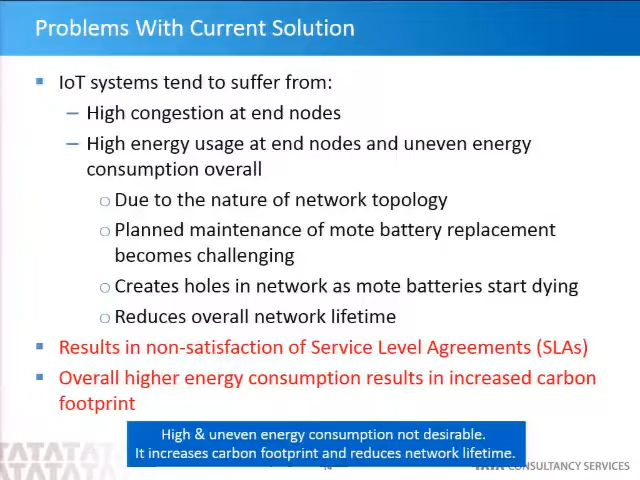 Problems With Current Solution
IoT systems tend to suffer from:
– High congestion at end nodes
– High energy usage at end nodes and uneven energy
consumption overall
Due to the nature of network topology
Planned maintenance of mote battery replacement
becomes challenging
Creates holes in network as mote batteries start dying
Reduces overall network lifetime
Results in non-satisfaction of Service Level Agreements (SLAs)
Overall higher energy consumption results in increased carbon
footprint
High & uneven energy consumption not desirable.
It increases carbon footprint and reduces network lifetime.
TATA CONSULTANCY SERVICES